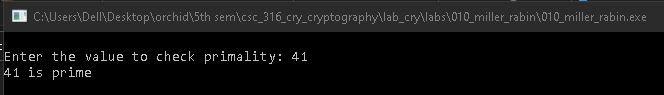 C:\Users\Dell\Desktop\orchid\5th sem\csc_316_cry_cryptography\lab_cry\labs\010_miller_rabin\010_miller_rabin.exe
Enter the value to check primality: 41
41 is prime